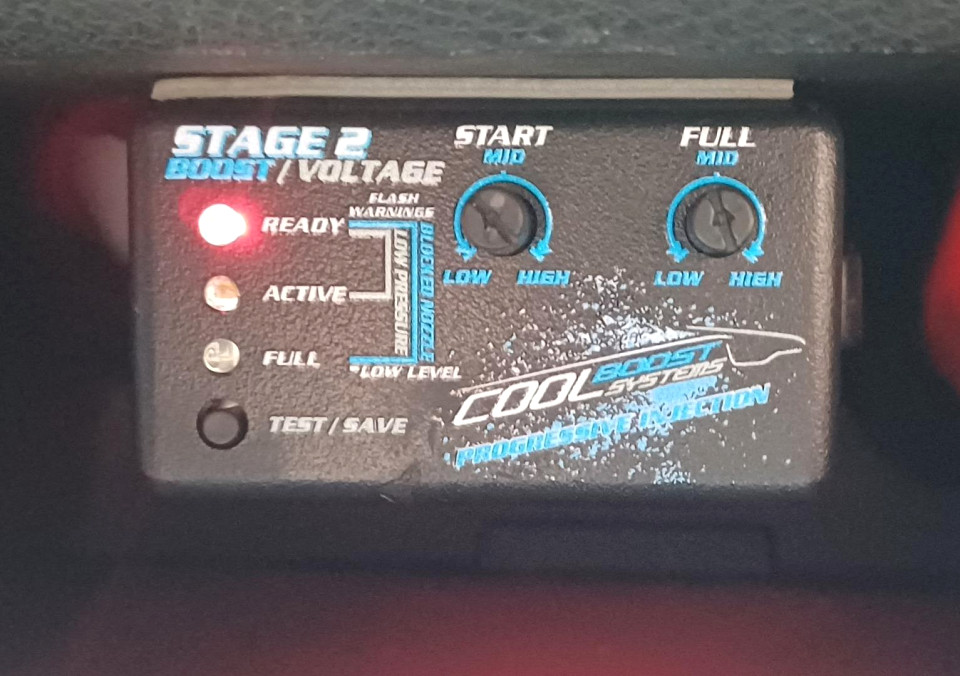 STAGE 2
BOOST / VOLTAGE
FLASH
WARNINGS
READY
ACTIVE
FULL
LOW PRESSURE
BLOCKED NOZZLE
*LOW LEVEL
TEST / SAVE
START
MID
LOW HIGH
FULL
MID
LOW HIGH
COOL BOOST
SYSTEMS
PROGRESSIVE INJECTION